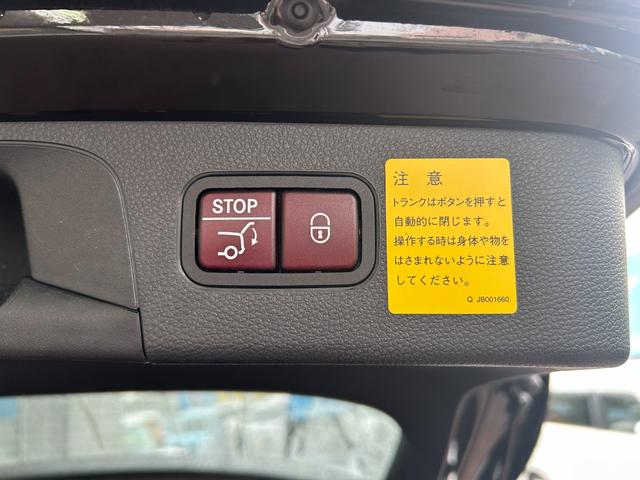 STOP
注 意
トランクはボタンを押すと
自動的に閉じます。
操作する時は身体や物を
はさまれないように注意
してください。
Q JB001660